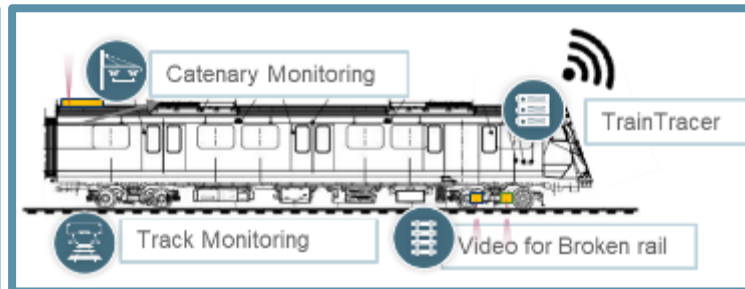 Catenary Monitoring
TrainTracer
Track Monitoring
Video for Broken rail